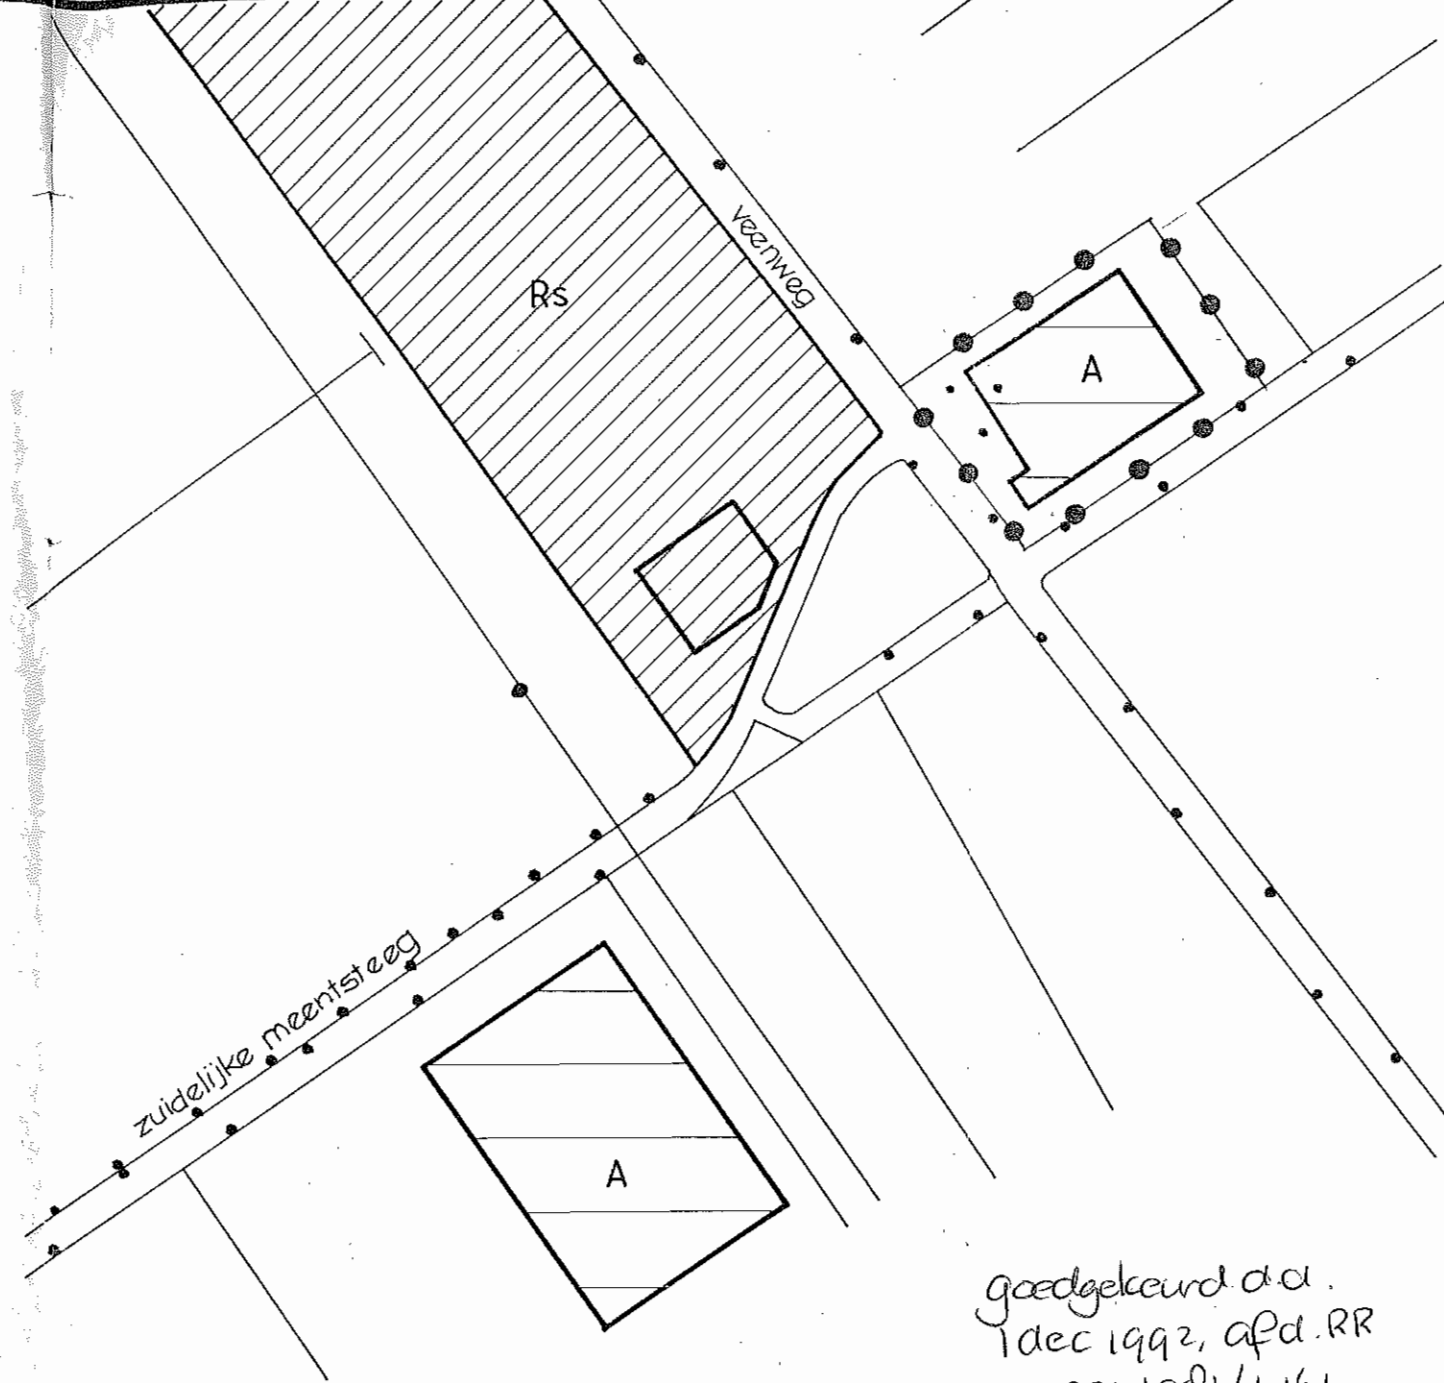 veenweg
Rs
A
zuidelijke meentsteeg
A
goedgekeurd d.d.
1 dec 1992, afd. RR